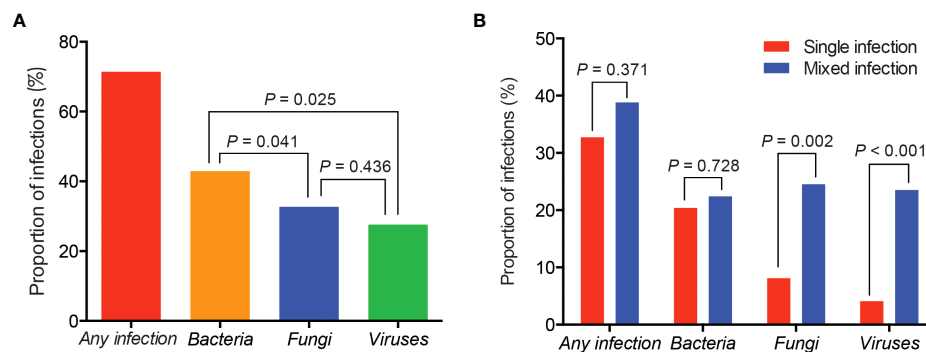 A
Proportion of infections (%)
80
60
40
20
0
P = 0.025
P = 0.041
P = 0.436
Any infection
Bacteria
Fungi
Viruses
B
Proportion of infections (%)
50
40
30
20
10
0
Single infection
Mixed infection
P = 0.371
P = 0.728
P = 0.002
P < 0.001
Any infection
Bacteria
Fungi
Viruses